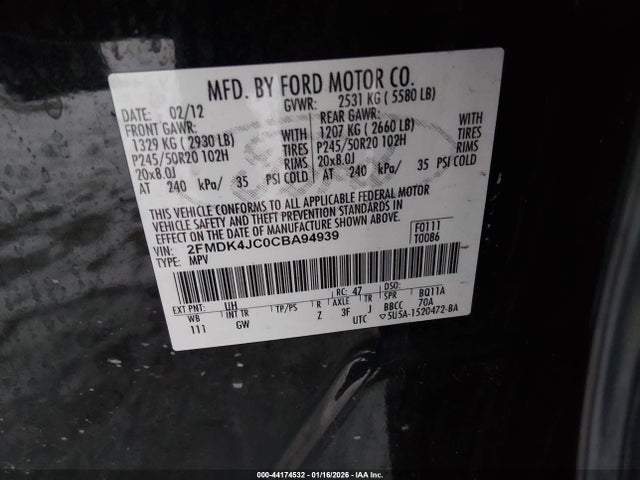 MFD. BY FORD MOTOR CO.
DATE: 02/12 GVWR: 2531 KG ( 5580 LB)
FRONT GAWR: REAR GAWR:
1329 KG ( 2930 LB) WITH 1207 KG ( 2660 LB) WITH
P245/50R20 102H TIRES P245/50R20 102H TIRES
20x8.0J RIMS 20x8.0J RIMS
AT 240 kPa/ 35 PSI COLD AT 240 kPa/ 35 PSI COLD
THIS VEHICLE CONFORMS TO ALL APPLICABLE FEDERAL MOTOR
VEHICLE SAFETY AND THEFT PREVENTION STANDARDS IN
EFFECT ON THE DATE OF MANUFACTURE SHOWN ABOVE.
VIN: 2FMDK4JC0CBA94939 F0111
TYPE: MPV T0086
EXT PNT: UH RC: 47 DSO:
WB INT TR TP/PS R AXLE TR SPR BQ11A
111 GW Z 3F J BBCC 70A
UTC ▽5U5A-1520472-BA
000-44174532 - 01/16/2026 - IAA Inc.